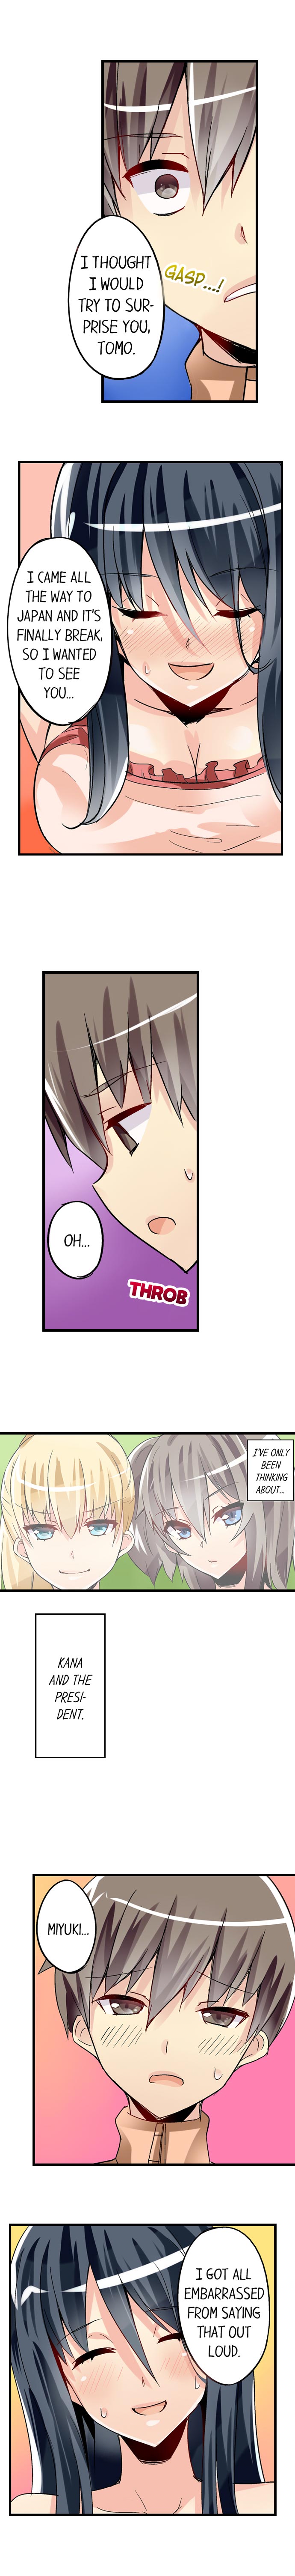 I THOUGHT
I WOULD
TRY TO SUR-
PRISE YOU,
TOMO.
GASP...!
I CAME ALL
THE WAY TO
JAPAN AND IT'S
FINALLY BREAK,
SO I WANTED
TO SEE
YOU...
OH...
THROB
I'VE ONLY
BEEN
THINKING
ABOUT...
KANA
AND THE
PRESI-
DENT.
MIYUKI...
I GOT ALL
EMBARRASSED
FROM SAYING
THAT OUT
LOUD.